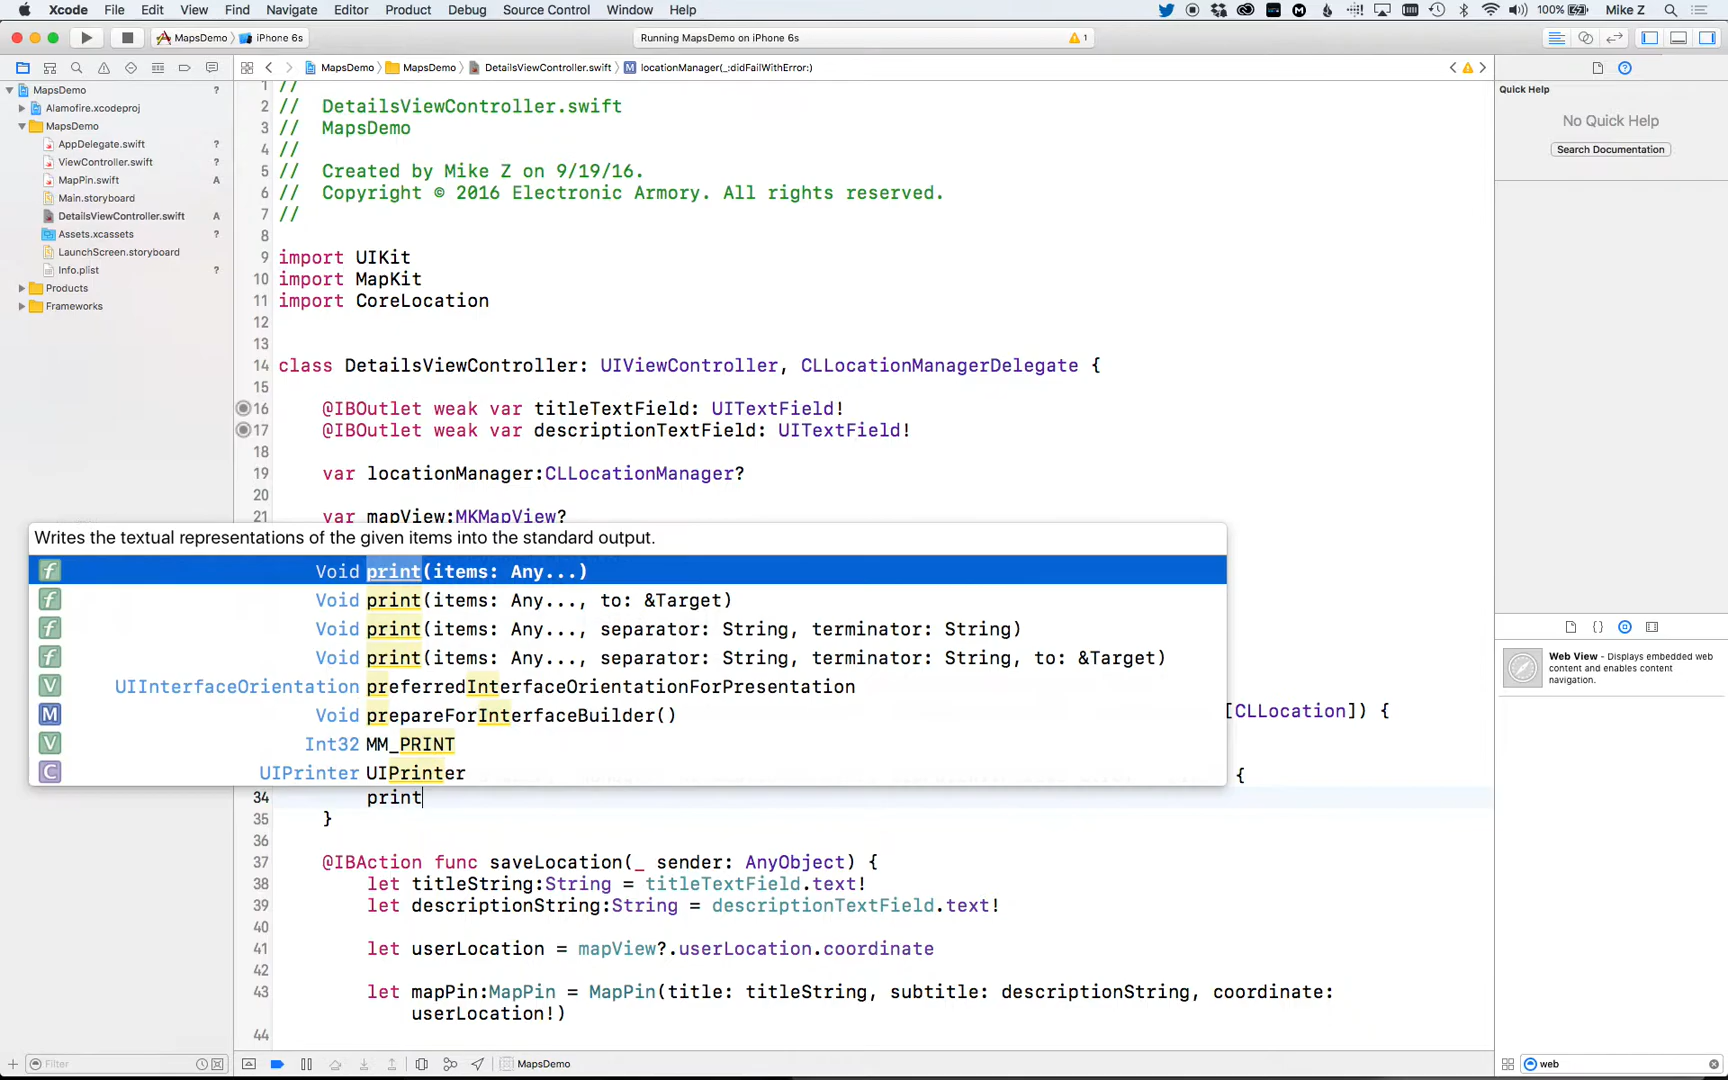 Xcode File Edit View Find Navigate Editor Product Debug Source Control Window Help 100% Mike Z
MapsDemo iPhone 6s Running MapsDemo on iPhone 6s 1
MapsDemo MapsDemo DetailsViewController.swift M locationManager(_:didFailWithError:)
MapsDemo ?
Alamofire.xcodeproj
MapsDemo
AppDelegate.swift ?
ViewController.swift ?
MapPin.swift A
Main.storyboard
DetailsViewController.swift A
Assets.xcassets ?
LaunchScreen.storyboard
Info.plist ?
Products
Frameworks
1 //
2 // DetailsViewController.swift
3 // MapsDemo
4 //
5 // Created by Mike Z on 9/19/16.
6 // Copyright © 2016 Electronic Armory. All rights reserved.
7 //
8
9 import UIKit
10 import MapKit
11 import CoreLocation
12
13
14 class DetailsViewController: UIViewController, CLLocationManagerDelegate {
15
16 @IBOutlet weak var titleTextField: UITextField!
17 @IBOutlet weak var descriptionTextField: UITextField!
18
19 var locationManager:CLLocationManager?
20
21 var mapView:MKMapView?
Writes the textual representations of the given items into the standard output.
f Void print(items: Any...)
f Void print(items: Any..., to: &Target)
f Void print(items: Any..., separator: String, terminator: String)
f Void print(items: Any..., separator: String, terminator: String, to: &Target)
V UIInterfaceOrientation preferredInterfaceOrientationForPresentation
M Void prepareForInterfaceBuilder()
V Int32 MM_PRINT
C UIPrinter UIPrinter
[CLLocation]) {
{
34 print
35 }
36
37 @IBAction func saveLocation(_ sender: AnyObject) {
38 let titleString:String = titleTextField.text!
39 let descriptionString:String = descriptionTextField.text!
40
41 let userLocation = mapView?.userLocation.coordinate
42
43 let mapPin:MapPin = MapPin(title: titleString, subtitle: descriptionString, coordinate:
userLocation!)
44
Quick Help
No Quick Help
Search Documentation
Web View - Displays embedded web
content and enables content
navigation.
Filter
MapsDemo
web